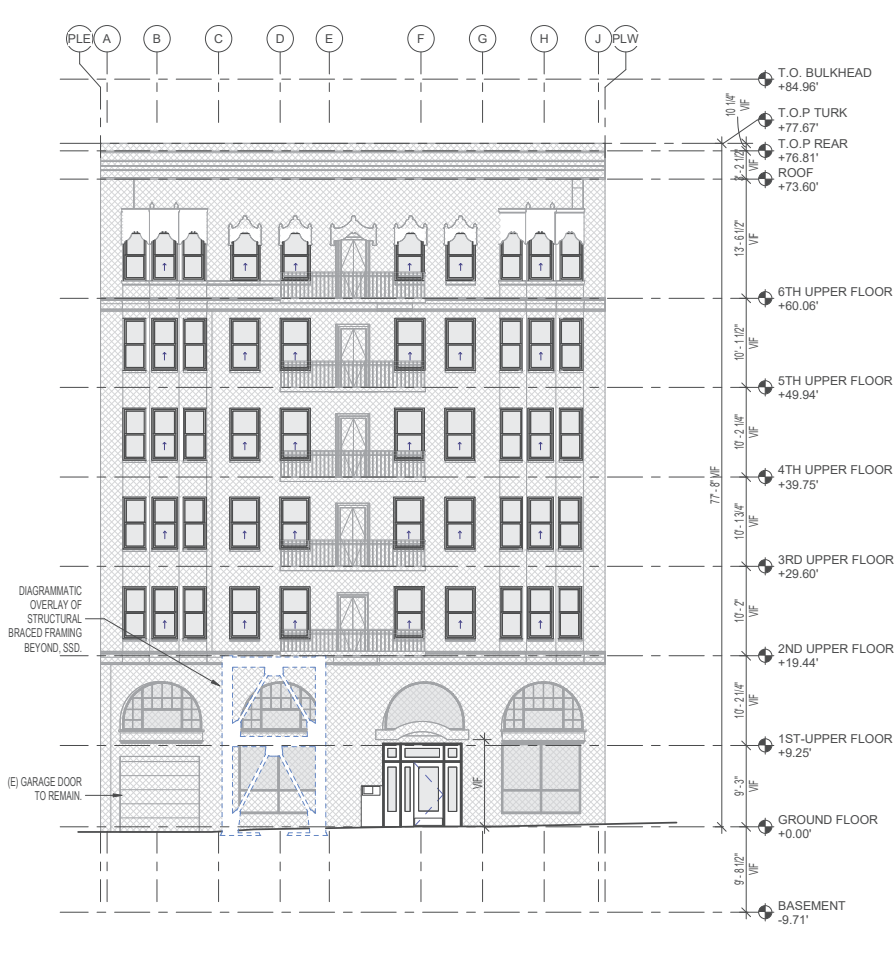 PLE A B C D E F G H J PLW
T.O. BULKHEAD
+84.96'
10 1/4"
VIF
T.O.P TURK
+77.67'
T.O.P REAR
+76.81'
2 1/2"
VIF
ROOF
+73.60'
13' - 6 1/2"
VIF
6TH UPPER FLOOR
+60.06'
10' - 1 1/2"
VIF
5TH UPPER FLOOR
+49.94'
10' - 2 1/4"
VIF
4TH UPPER FLOOR
+39.75'
77' - 8" VIF
10' - 1 3/4"
VIF
3RD UPPER FLOOR
+29.60'
DIAGRAMMATIC
OVERLAY OF
STRUCTURAL
BRACED FRAMING
BEYOND, SSD.
10' - 2"
VIF
2ND UPPER FLOOR
+19.44'
10' - 2 1/4"
VIF
1ST-UPPER FLOOR
+9.25'
(E) GARAGE DOOR
TO REMAIN.
VIF
9' - 3"
VIF
GROUND FLOOR
+0.00'
9' - 8 1/2"
VIF
BASEMENT
-9.71'